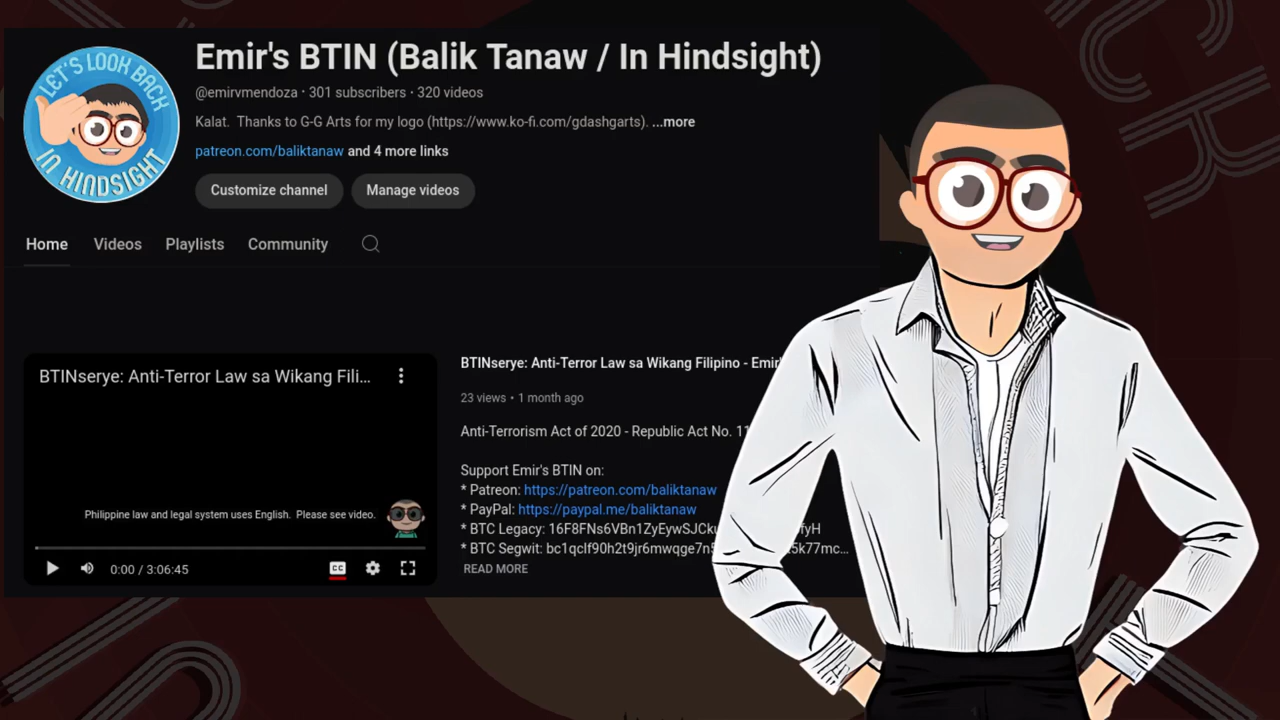 LET'S LOOK BACK
IN HINDSIGHT
Emir's BTIN (Balik Tanaw / In Hindsight)
@emirvmendoza • 301 subscribers • 320 videos
Kalat. Thanks to G-G Arts for my logo (https://www.ko-fi.com/gdashgarts). ...more
patreon.com/baliktanaw and 4 more links
Customize channel Manage videos
Home Videos Playlists Community
BTINserye: Anti-Terror Law sa Wikang Fili...
Philippine law and legal system uses English. Please see video.
0:00 / 3:06:45
CC
BTINserye: Anti-Terror Law sa Wikang Filipino - Emir'
23 views • 1 month ago
Anti-Terrorism Act of 2020 - Republic Act No. 11
Support Emir's BTIN on:
* Patreon: https://patreon.com/baliktanaw
* PayPal: https://paypal.me/baliktanaw
* BTC Legacy:
* BTC Segwit:
READ MORE